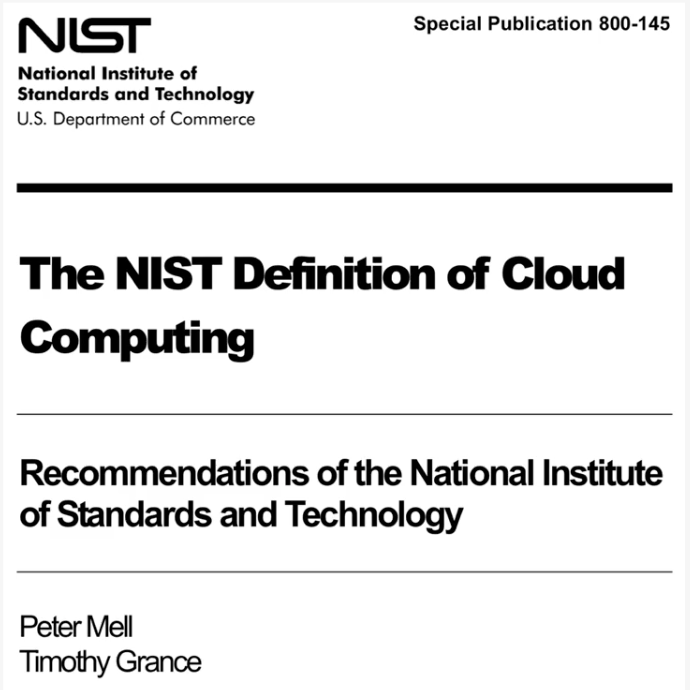 NIST
Special Publication 800-145
National Institute of
Standards and Technology
U.S. Department of Commerce
The NIST Definition of Cloud
Computing
Recommendations of the National Institute
of Standards and Technology
Peter Mell
Timothy Grance